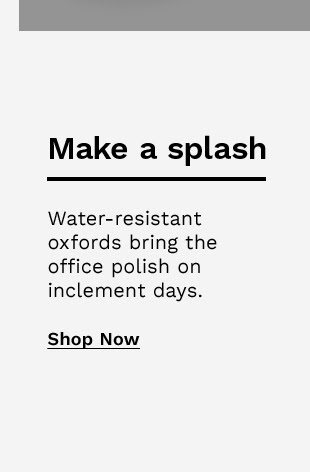 Make a splash
Water-resistant
oxfords bring the
office polish on
inclement days.
Shop Now